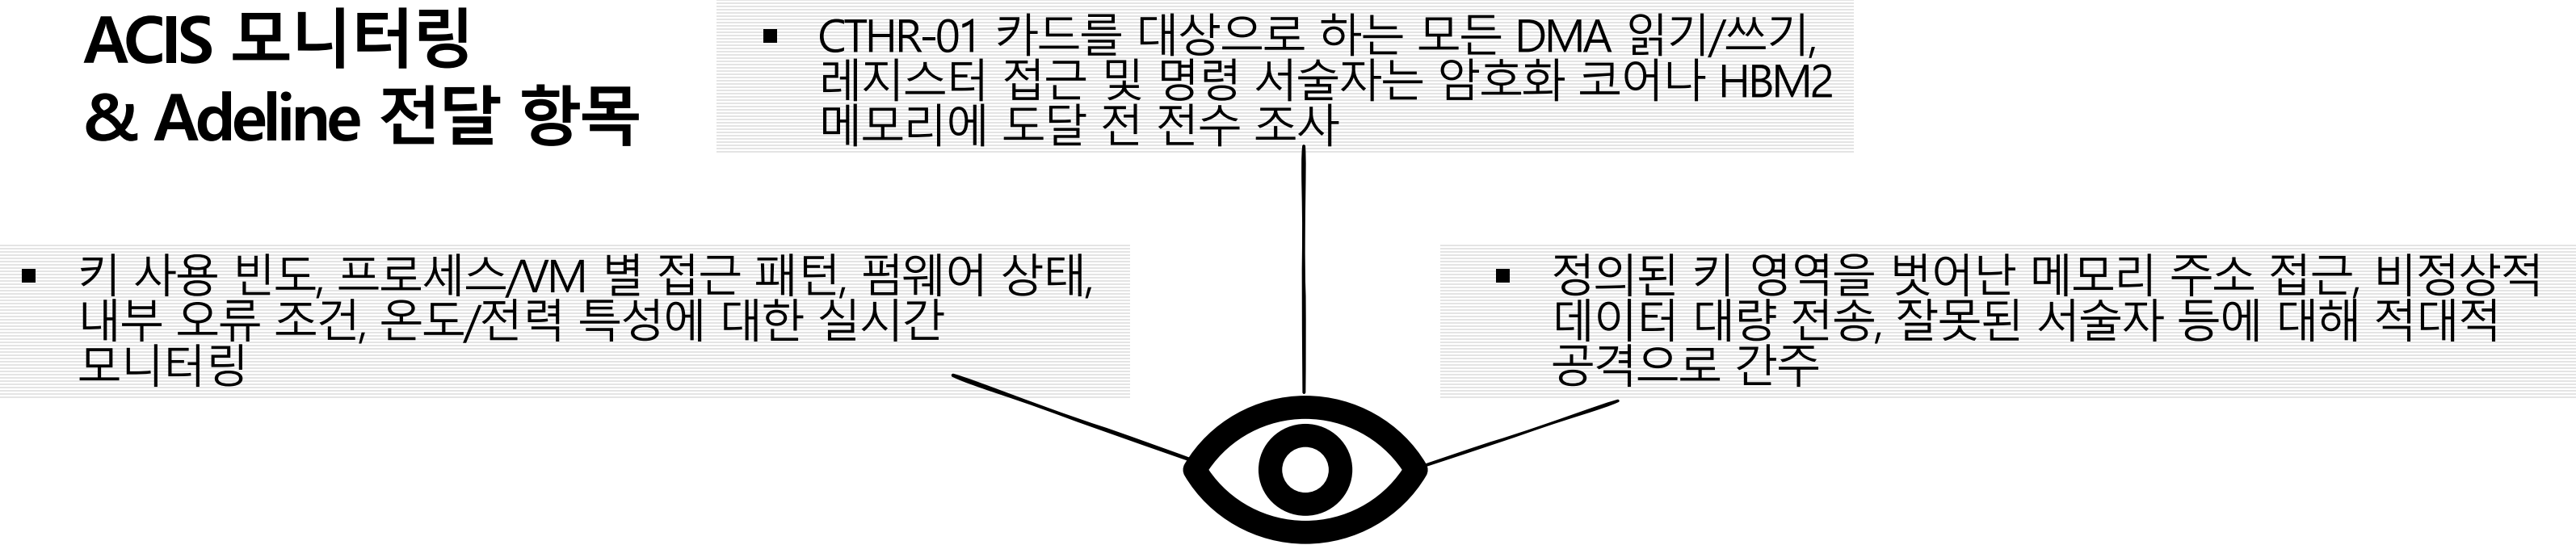 ACIS 모니터링
& Adeline 전달 항목
▪ CTHR-01 카드를 대상으로 하는 모든 DMA 읽기/쓰기,
레지스터 접근 및 명령 서술자는 암호화 코어나 HBM2
메모리에 도달 전 전수 조사
▪ 키 사용 빈도, 프로세스/VM 별 접근 패턴, 펌웨어 상태,
내부 오류 조건, 온도/전력 특성에 대한 실시간
모니터링
▪ 정의된 키 영역을 벗어난 메모리 주소 접근, 비정상적
데이터 대량 전송, 잘못된 서술자 등에 대해 적대적
공격으로 간주